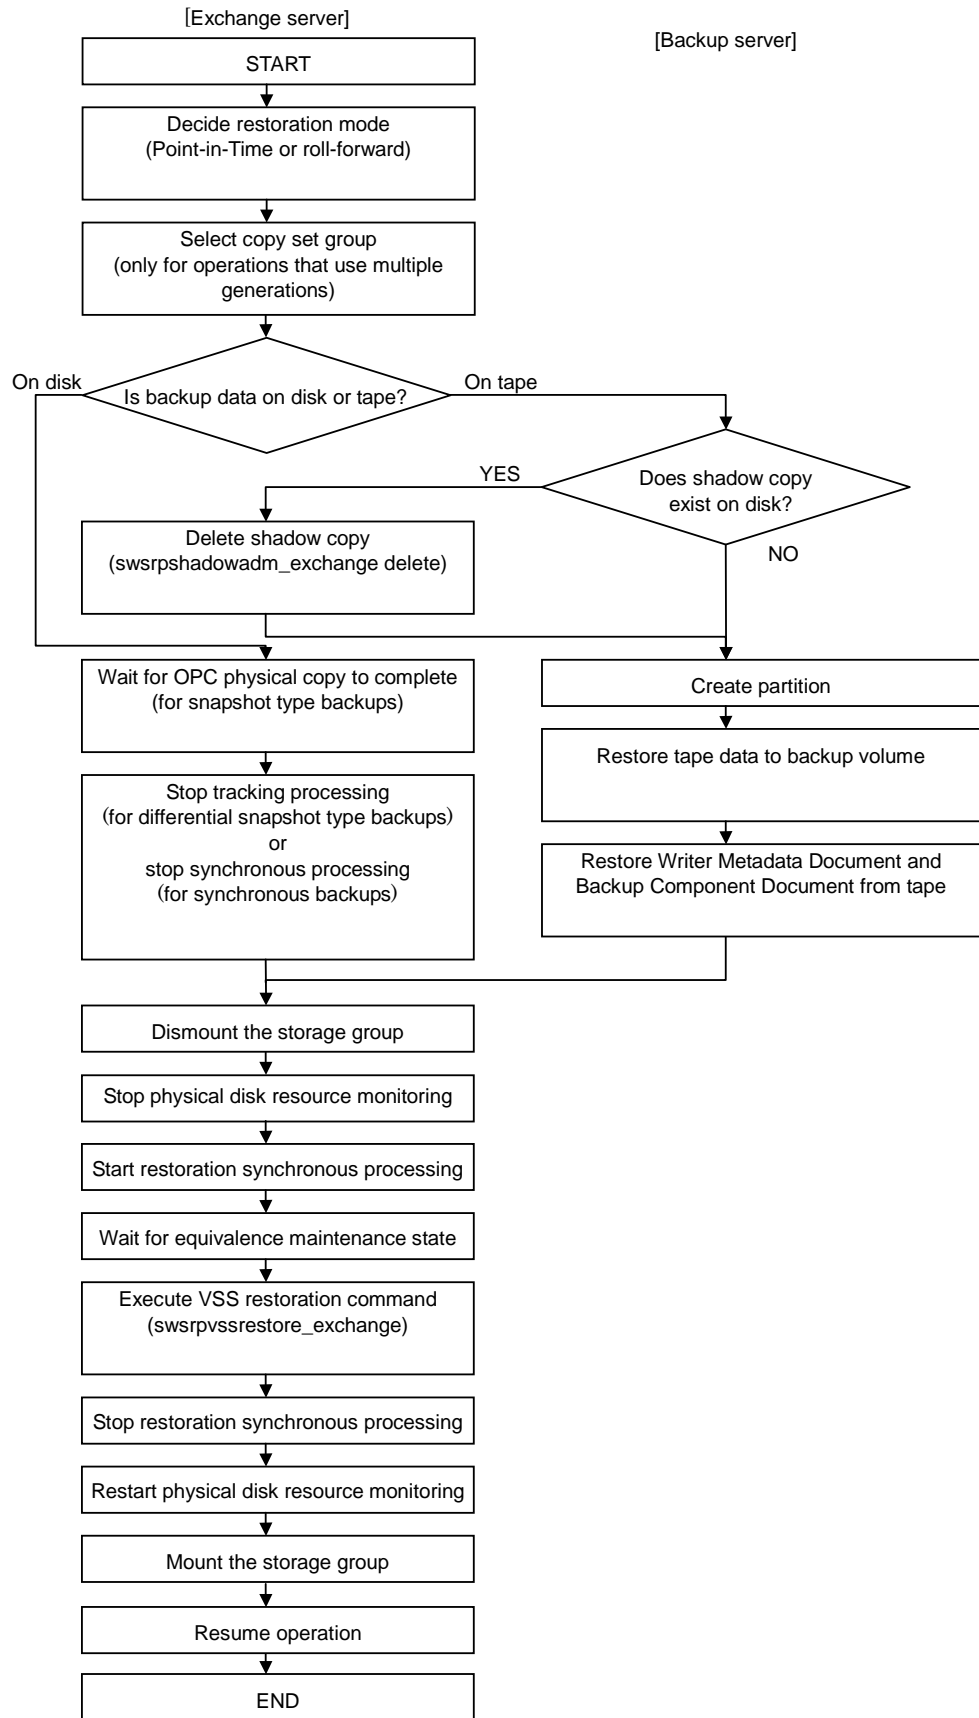 [Exchange server]
[Backup server]
START
Decide restoration mode
(Point-in-Time or roll-forward)
Select copy set group
(only for operations that use multiple
generations)
On disk
Is backup data on disk or tape?
On tape
YES
Does shadow copy
exist on disk?
NO
Delete shadow copy
(swsrpshadowadm_exchange delete)
Wait for OPC physical copy to complete
(for snapshot type backups)
Create partition
Restore tape data to backup volume
Stop tracking processing
(for differential snapshot type backups)
or
stop synchronous processing
(for synchronous backups)
Restore Writer Metadata Document and
Backup Component Document from tape
Dismount the storage group
Stop physical disk resource monitoring
Start restoration synchronous processing
Wait for equivalence maintenance state
Execute VSS restoration command
(swsrpvssrestore_exchange)
Stop restoration synchronous processing
Restart physical disk resource monitoring
Mount the storage group
Resume operation
END